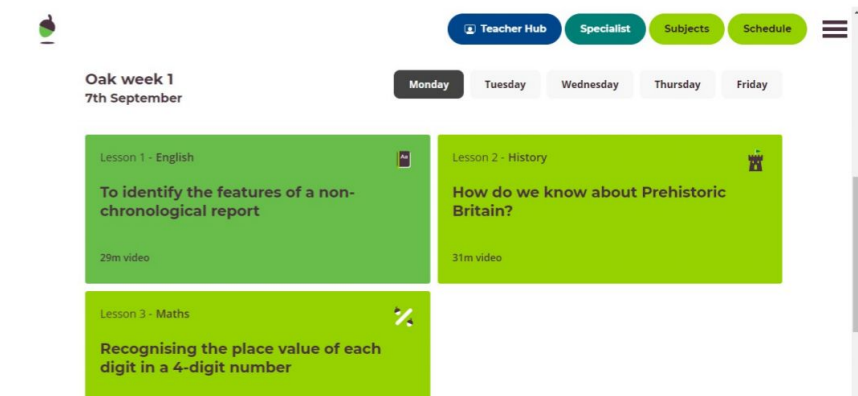 Teacher Hub Specialist Subjects Schedule
Oak week 1
7th September
Monday Tuesday Wednesday Thursday Friday
Lesson 1 - English
Aa
To identify the features of a non-
chronological report
29m video
Lesson 2 - History
How do we know about Prehistoric
Britain?
31m video
Lesson 3 - Maths
Recognising the place value of each
digit in a 4-digit number